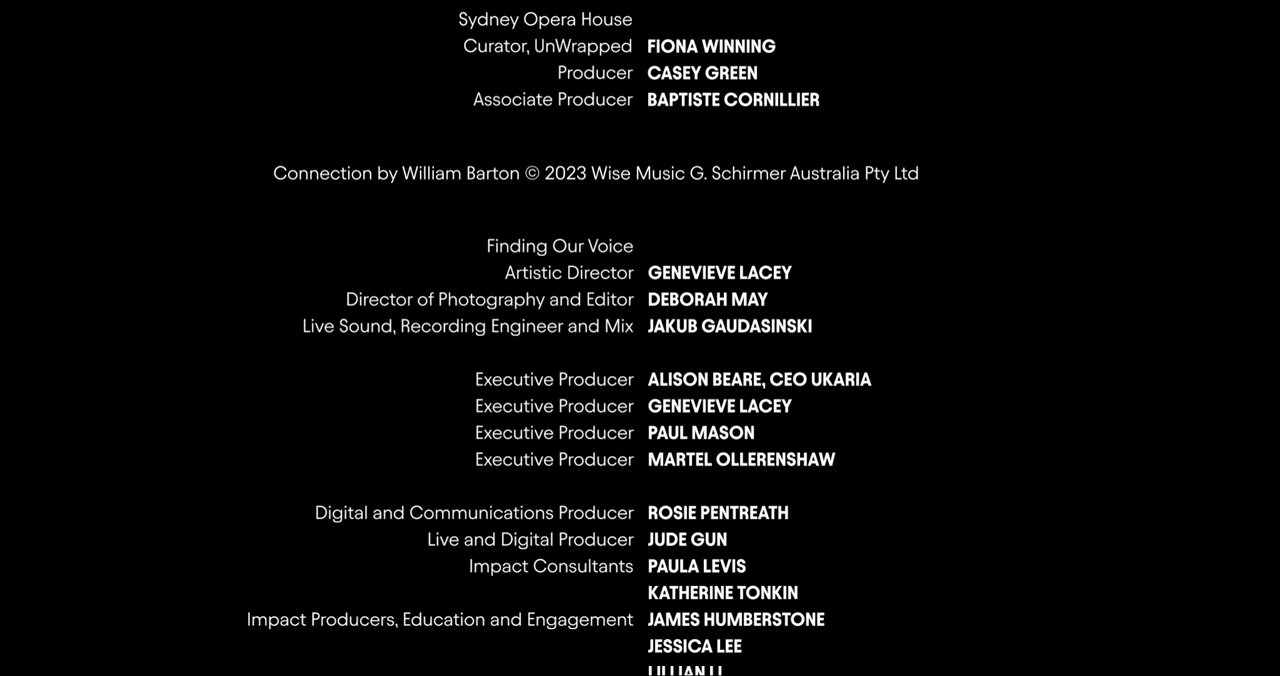 Sydney Opera House
Curator, UnWrapped FIONA WINNING
Producer CASEY GREEN
Associate Producer BAPTISTE CORNILLIER
Connection by William Barton © 2023 Wise Music G. Schirmer Australia Pty Ltd
Finding Our Voice
Artistic Director GENEVIEVE LACEY
Director of Photography and Editor DEBORAH MAY
Live Sound, Recording Engineer and Mix JAKUB GAUDASINSKI
Executive Producer ALISON BEARE, CEO UKARIA
Executive Producer GENEVIEVE LACEY
Executive Producer PAUL MASON
Executive Producer MARTEL OLLERENSHAW
Digital and Communications Producer ROSIE PENTREATH
Live and Digital Producer JUDE GUN
Impact Consultants PAULA LEVIS
KATHERINE TONKIN
Impact Producers, Education and Engagement JAMES HUMBERSTONE
JESSICA LEE